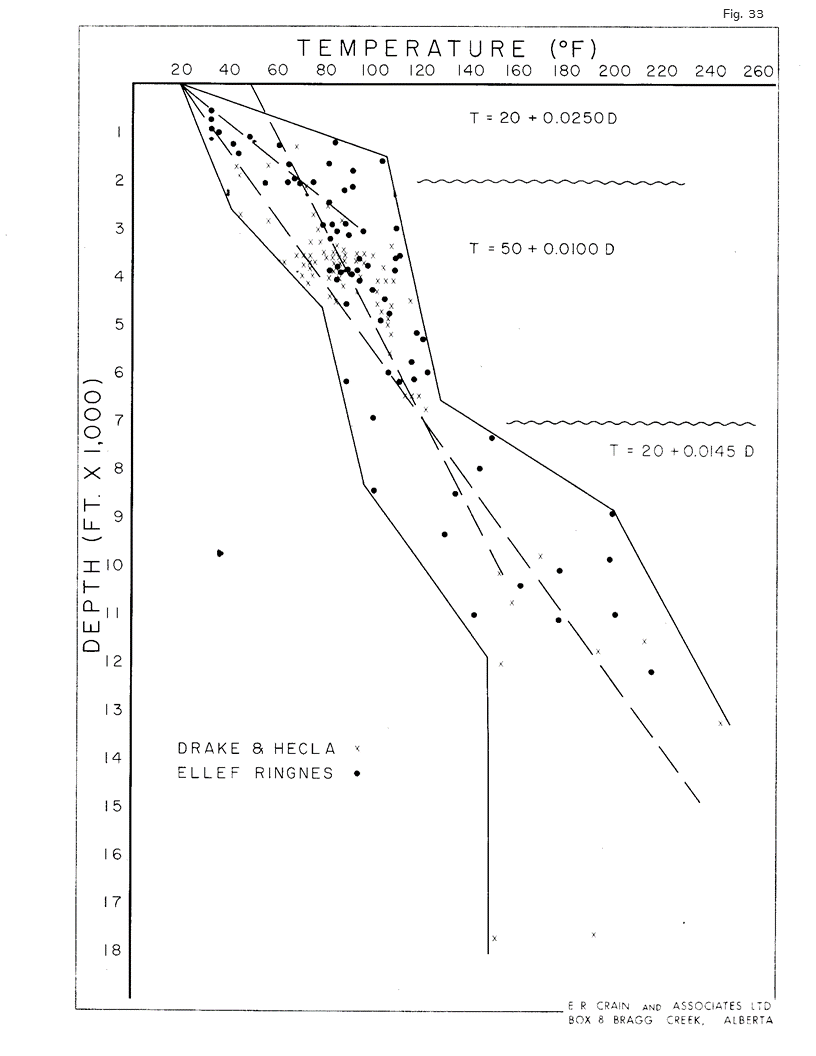 Fig. 33
TEMPERATURE (°F)
20 40 60 80 100 120 140 160 180 200 220 240 260
T = 20 + 0.0250 D
1
2
3
T = 50 + 0.0100 D
4
5
6
7
T = 20 + 0.0145 D
8
9
10
11
12
13
14
15
16
17
18
DEPTH (FT. X 1,000)
DRAKE & HECLA x
ELLEF RINGNES •
E R CRAIN AND ASSOCIATES LTD
BOX 8 BRAGG CREEK, ALBERTA